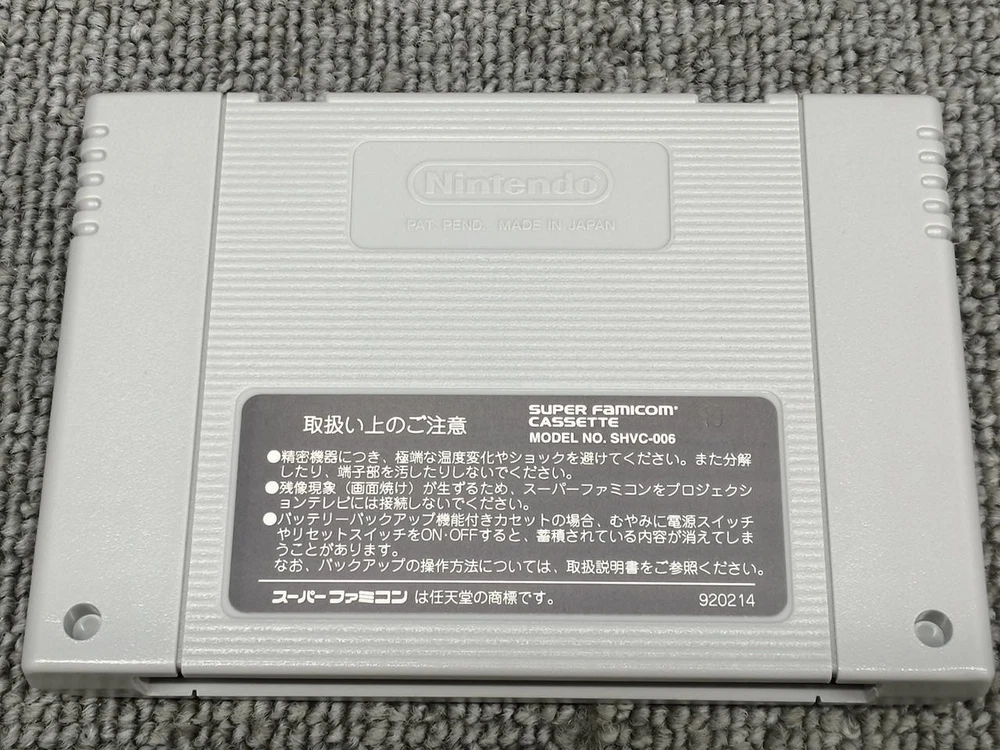 Nintendo®
PAT. PEND. MADE IN JAPAN
取扱い上のご注意
SUPER FAMICOM™
CASSETTE
MODEL NO. SHVC-006
●精密機器につき、極端な温度変化やショックを避けてください。また分解
したり、端子部を汚したりしないでください。
●残像現象（画面焼け）が生ずるため、スーパーファミコンをプロジェクシ
ョンテレビには接続しないでください。
●バッテリーバックアップ機能付きカセットの場合、むやみに電源スイッチ
やリセットスイッチをON·OFFすると、蓄積されている内容が消えてしま
うことがあります。
なお、バックアップの操作方法については、取扱説明書をご参照ください。
スーパーファミコン は任天堂の商標です。
920214